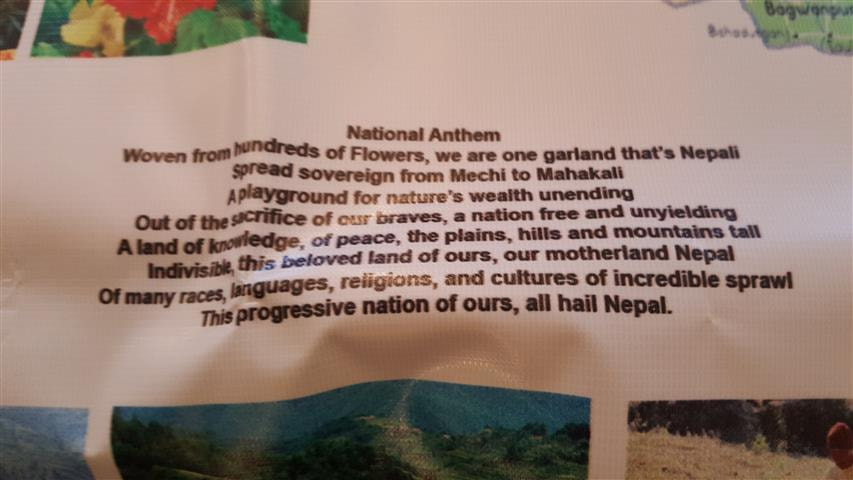 Bagwanpur
National Anthem
Woven from hundreds of Flowers, we are one garland that's Nepali
Spread sovereign from Mechi to Mahakali
A playground for nature's wealth unending
Out of the sacrifice of our braves, a nation free and unyielding
A land of knowledge, of peace, the plains, hills and mountains tall
Indivisible, this beloved land of ours, our motherland Nepal
Of many races, languages, religions, and cultures of incredible sprawl
This progressive nation of ours, all hail Nepal.